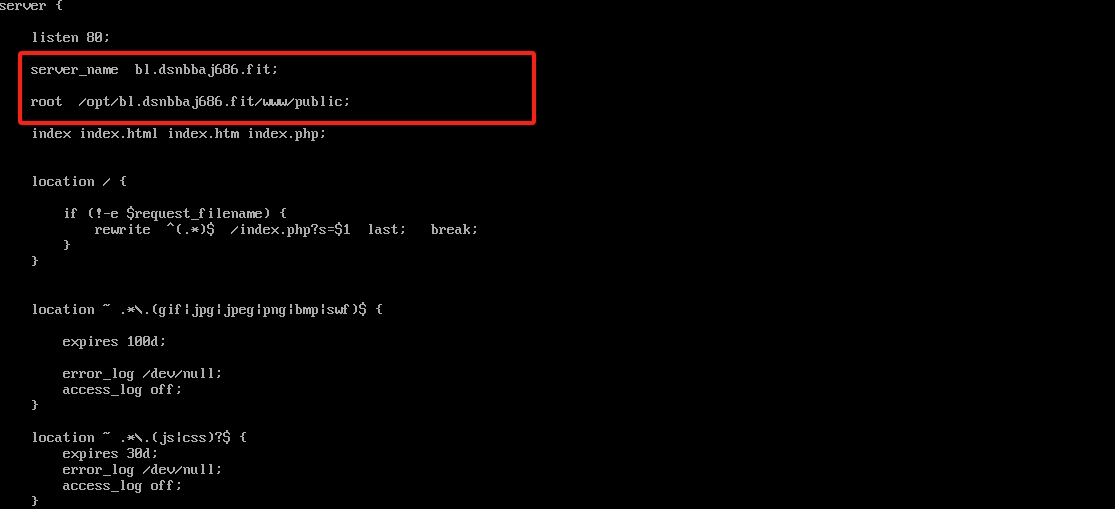 server {
listen 80;
server_name  bl.dsnbbaj686.fit;
root  /opt/bl.dsnbbaj686.fit/www/public;
index index.html index.htm index.php;
location / {
if (!-e $request_filename) {
rewrite  ^(.*)$  /index.php?s=$1  last;   break;
}
}
location ~ .*\.(gif|jpg|jpeg|png|bmp|swf)$ {
expires 100d;
error_log /dev/null;
access_log off;
}
location ~ .*\.(js|css)?$ {
expires 30d;
error_log /dev/null;
access_log off;
}